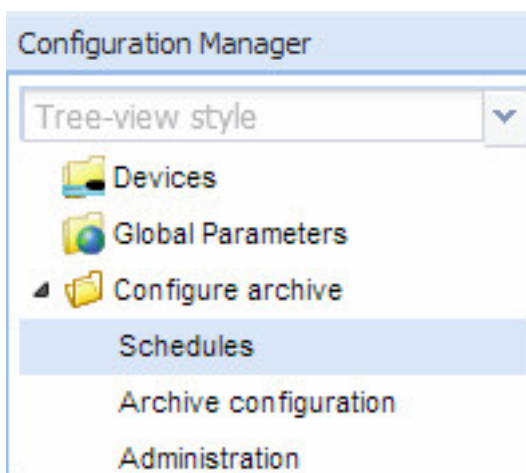 Configuration Manager
Tree-view style
Devices
Global Parameters
Configure archive
Schedules
Archive configuration
Administration